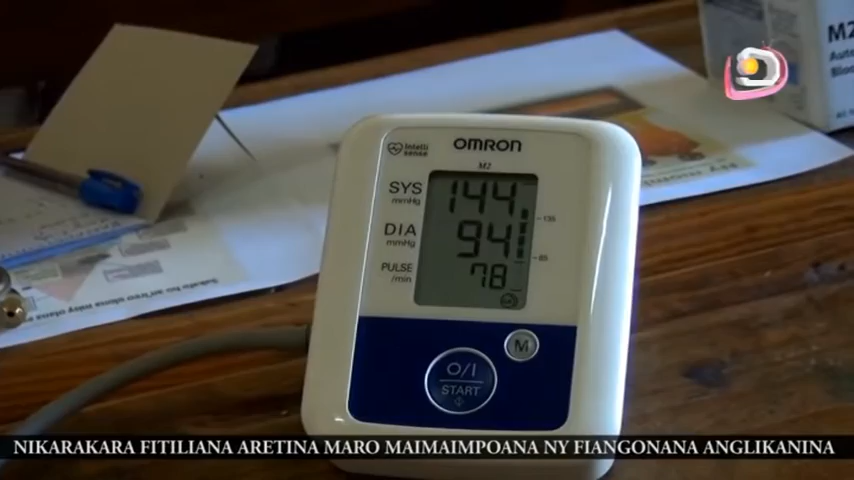 M2
Intelli sense
OMRON
M2
SYS mmHg 144
135
DIA mmHg 94
85
PULSE /min 78
M
O/I START
NIKARAKARA FITILIANA ARETINA MARO MAIMAIMPOANA NY FIANGONANA ANGLIKANINA